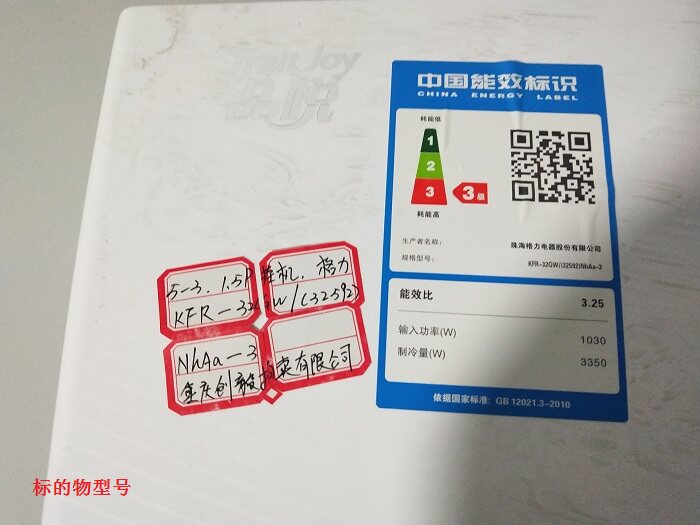 Fruit Joy
品悦
中国能效标识
CHINA ENERGY LABEL
耗能低
1
2
3
3级
耗能高
生产者名称:
珠海格力电器股份有限公司
规格型号:
KFR-32GW/(32592)NhAa-3
能效比
3.25
输入功率(W)
1030
制冷量(W)
3350
依据国家标准: GB 12021.3-2010
5-3. 1.5P 挂机. 格力
KFR-32GW/(32592)
NhAa-3
重庆创毅拍卖有限公司
标的物型号